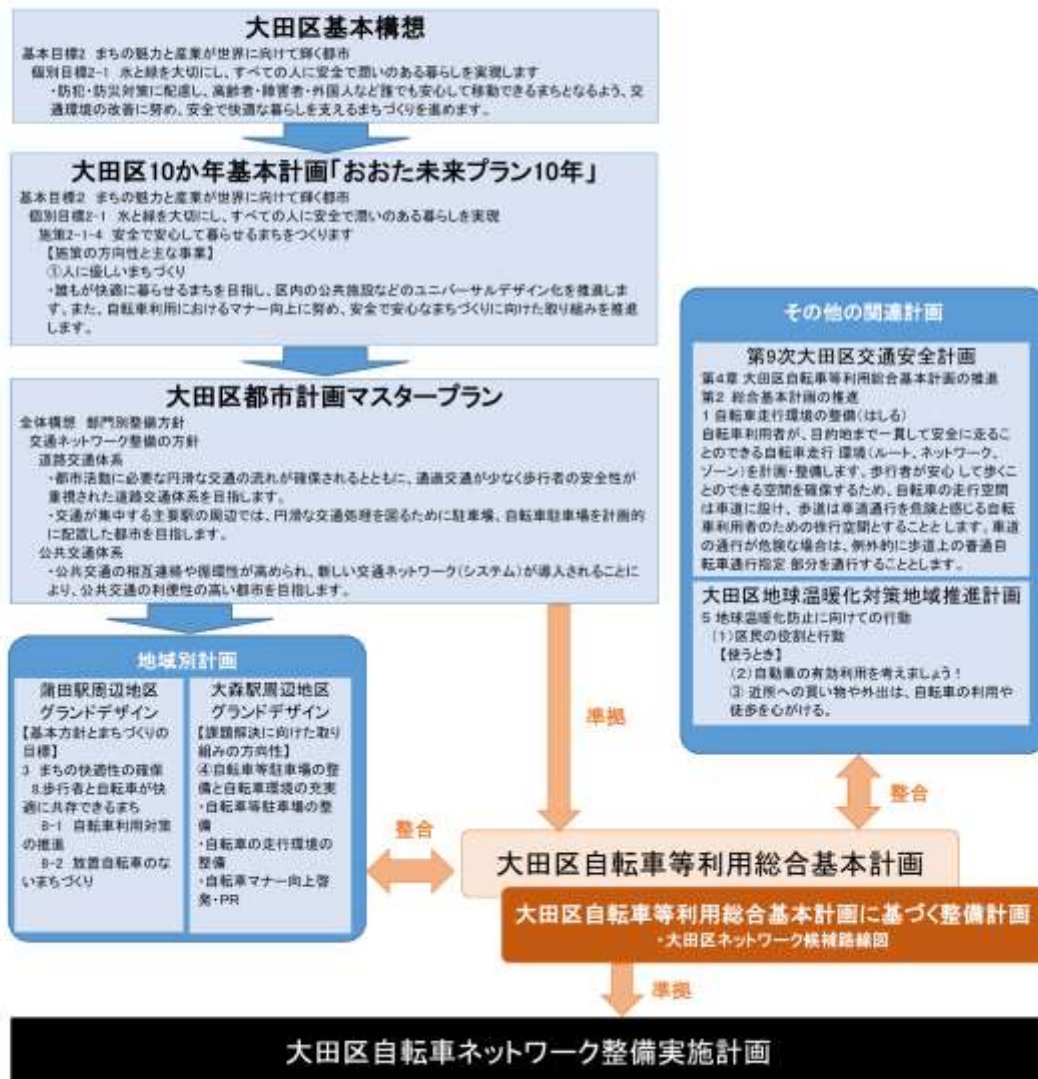 大田区基本構想
基本目標2 まちの魅力と産業が世界に向けて輝く都市
個別目標2-1 水と緑を大切にし、すべての人に安全で潤いのある暮らしを実現します
・防犯・防災対策に配慮し、高齢者・障害者・外国人など誰でも安心して移動できるまちとなるよう、交
通環境の改善に努め、安全で快適な暮らしを支えるまちづくりを進めます。
大田区10か年基本計画「おおた未来プラン10年」
基本目標2 まちの魅力と産業が世界に向けて輝く都市
個別目標2-1 水と緑を大切にし、すべての人に安全で潤いのある暮らしを実現
施策2-1-4 安全で安心して暮らせるまちをつくります
【施策の方向性と主な事業】
①人に優しいまちづくり
・誰もが快適に暮らせるまちを目指し、区内の公共施設などのユニバーサルデザイン化を推進しま
す。また、自転車利用におけるマナー向上に努め、安全で安心なまちづくりに向けた取り組みを推進
します。
大田区都市計画マスタープラン
全体構想 部門別整備方針
交通ネットワーク整備の方針
道路交通体系
・都市活動に必要な円滑な交通の流れが確保されるとともに、通過交通が少なく歩行者の安全性が
重視された道路交通体系を目指します。
・交通が集中する主要駅の周辺では、円滑な交通処理を図るために駐車場、自転車駐車場を計画的
に配置した都市を目指します。
公共交通体系
・公共交通の相互連絡や循環性が高められ、新しい交通ネットワーク(システム)が導入されることに
より、公共交通の利便性の高い都市を目指します。
地域別計画
蒲田駅周辺地区
グランドデザイン
【基本方針とまちづくりの
目標】
3 まちの快適性の確保
8.歩行者と自転車が快
適に共存できるまち
8-1 自転車利用対策
の推進
8-2 放置自転車のな
いまちづくり
大森駅周辺地区
グランドデザイン
【課題解決に向けた取り
組みの方向性】
④自転車等駐車場の整
備と自転車環境の充実
・自転車等駐車場の整
備
・自転車の走行環境の
整備
・自転車マナー向上啓
発・PR
その他の関連計画
第9次大田区交通安全計画
第4章 大田区自転車等利用総合基本計画の推進
第2 総合基本計画の推進
1 自転車走行環境の整備(はしる)
自転車利用者が、目的地まで一貫して安全に走るこ
とのできる自転車走行 環境(ルート、ネットワーク、
ゾーン)を計画・整備します。歩行者が安心 して歩くこ
とのできる空間を確保するため、自転車の走行空間
は車道に設け、 歩道は車道通行を危険と感じる自転
車利用者のための徐行空間とすることと します。車道
の通行が危険な場合は、例外的に歩道上の普通自
転車通行指定 部分を通行することとします。
大田区地球温暖化対策地域推進計画
5 地球温暖化防止に向けての行動
(1)区民の役割と行動
【使うとき】
(2)自動車の有効利用を考えましょう!
③ 近所への買い物や外出は、自転車の利用や
徒歩を心がける。
準拠
整合
整合
大田区自転車等利用総合基本計画
大田区自転車等利用総合基本計画に基づく整備計画
・大田区ネットワーク候補路線図
準拠
大田区自転車ネットワーク整備実施計画